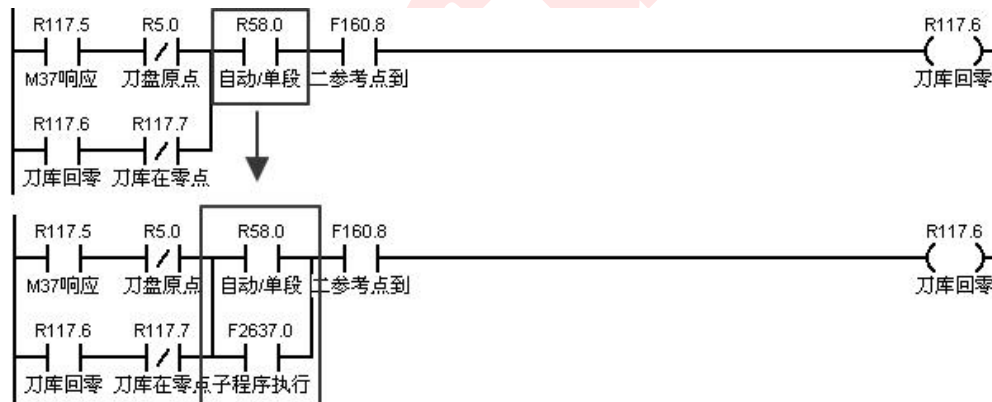 R117.5 R5.0 R58.0 F160.8 R117.6
M37响应 刀盘原点 自动/单段 二参考点到 刀库回零
R117.6 R117.7
刀库回零 刀库在零点
R117.5 R5.0 R58.0 F160.8 R117.6
M37响应 刀盘原点 自动/单段 二参考点到 刀库回零
R117.6 R117.7 F2637.0
刀库回零 刀库在零点 子程序执行